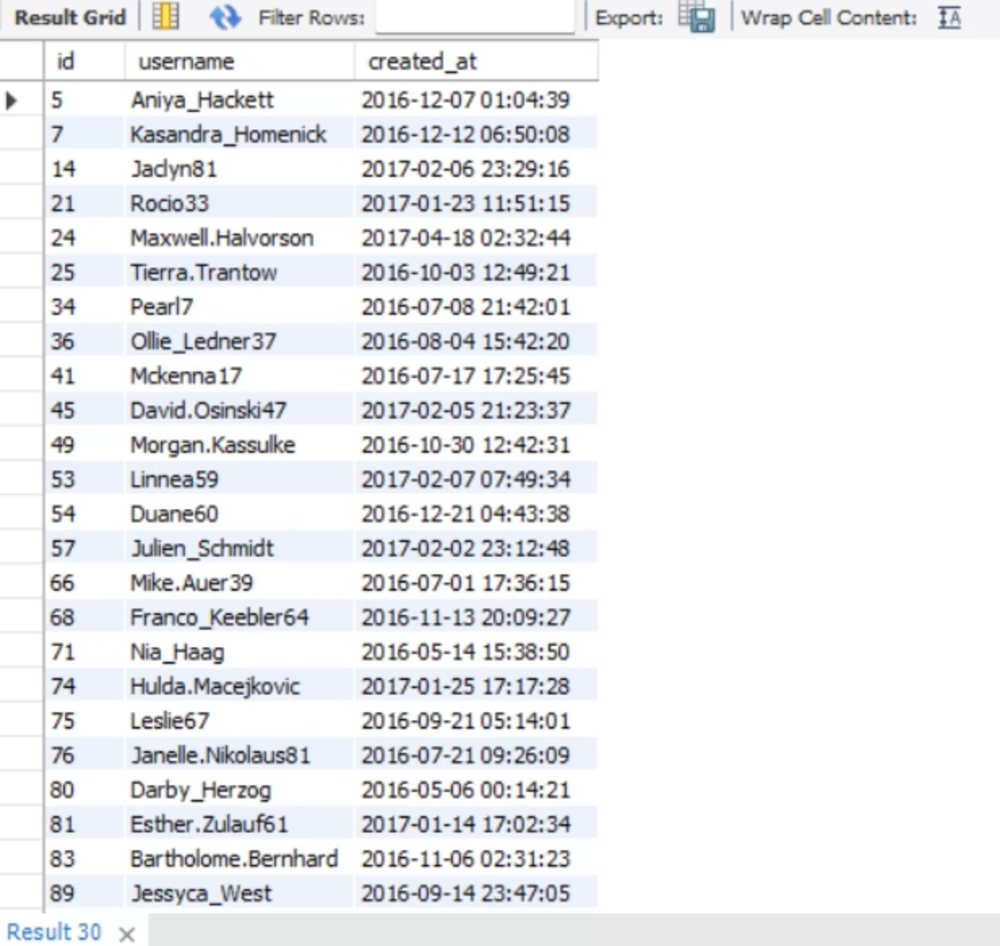 Result Grid Filter Rows: Export: Wrap Cell Content:
id username created_at
5 Aniya_Hackett 2016-12-07 01:04:39
7 Kasandra_Homenick 2016-12-12 06:50:08
14 Jaclyn81 2017-02-06 23:29:16
21 Rocio33 2017-01-23 11:51:15
24 Maxwell.Halvorson 2017-04-18 02:32:44
25 Tierra.Trantow 2016-10-03 12:49:21
34 Pearl7 2016-07-08 21:42:01
36 Ollie_Ledner37 2016-08-04 15:42:20
41 Mckenna17 2016-07-17 17:25:45
45 David.Osinski47 2017-02-05 21:23:37
49 Morgan.Kassulke 2016-10-30 12:42:31
53 Linnea59 2017-02-07 07:49:34
54 Duane60 2016-12-21 04:43:38
57 Julien_Schmidt 2017-02-02 23:12:48
66 Mike.Auer39 2016-07-01 17:36:15
68 Franco_Keebler64 2016-11-13 20:09:27
71 Nia_Haag 2016-05-14 15:38:50
74 Hulda.Macejkovic 2017-01-25 17:17:28
75 Leslie67 2016-09-21 05:14:01
76 Janelle.Nikolaus81 2016-07-21 09:26:09
80 Darby_Herzog 2016-05-06 00:14:21
81 Esther.Zulauf61 2017-01-14 17:02:34
83 Bartholome.Bernhard 2016-11-06 02:31:23
89 Jessyca_West 2016-09-14 23:47:05
Result 30